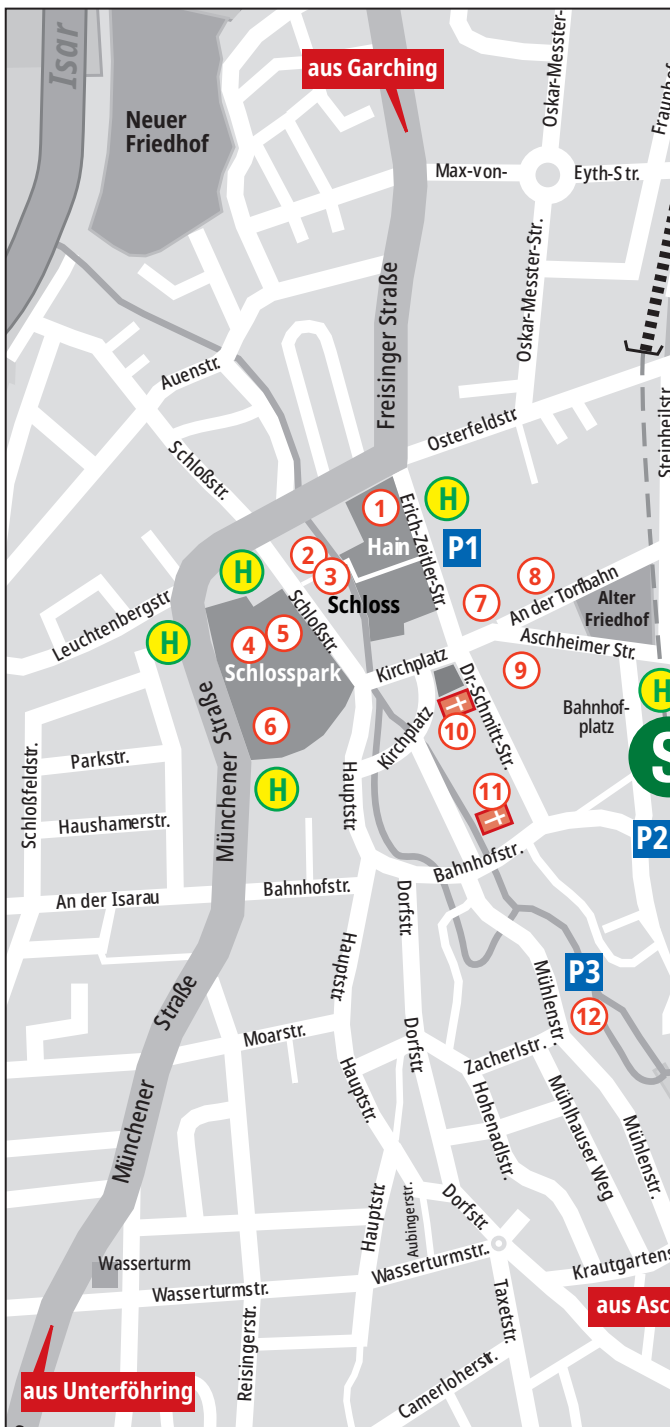 Isar
aus Garching
Neuer
Friedhof
Oskar-Messter-
Fraunhof
Max-von-
Eyth-Str.
Freisinger Straße
Oskar-Messter-Str.
Auenstr.
Schloßstr.
Osterfeldstr.
Steinheilstr.
1
H
Erich-Zeitler-Str.
Hain
P1
2
3
H
Schloss
Schloßstr.
7
8
An der Torfbahn
Alter
Friedhof
Leuchtenbergstr.
H
4
5
Schlosspark
Kirchplatz
Aschheimer Str.
9
Dr.-Schmitt-Str.
Bahnhof-
platz
H
S
6
Kirchplatz
10
Münchener Straße
Schloßfeldstr.
Parkstr.
H
Hauptstr
11
Haushamerstr.
P2
Bahnhofstr.
An der Isarau
Bahnhofstr.
Dorfstr.
Hauptstr
P3
12
Mühlenstr.
Straße
Moarstr.
Dorfstr.
Zacherlstr.
Hauptstr.
Hohenadlstr.
Mühlhauser Weg
Mühlenstr.
Münchener
Hauptstr
Aubingerstr.
Dorfstr.
Wasserturm
Wasserturmstr.
Wasserturmstr.
Krautgartens
aus Asc
Taxetstr.
Reisingerstr.
Camerloherstr.
aus Unterföhring